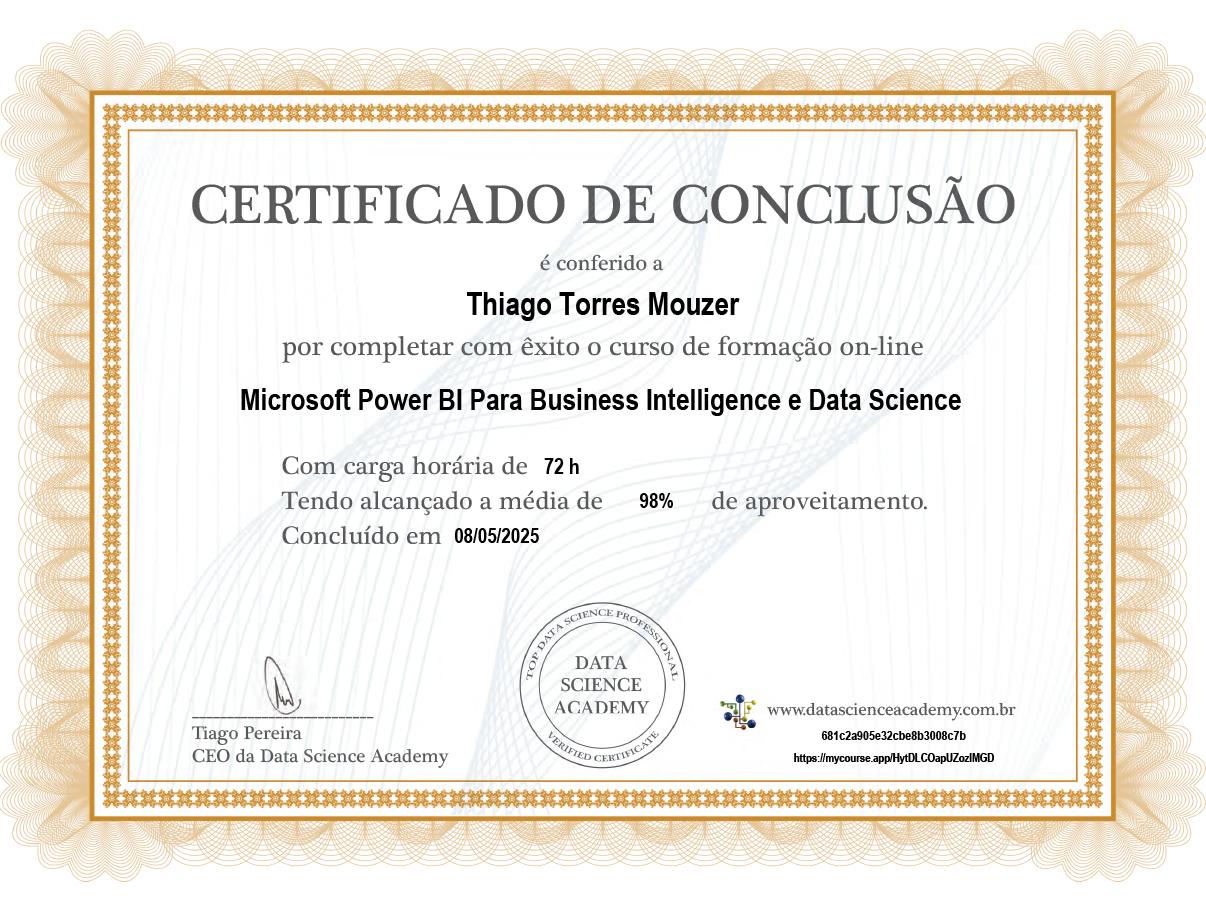 CERTIFICADO DE CONCLUSÃO
é conferido a
Thiago Torres Mouzer
por completar com êxito o curso de formação on-line
Microsoft Power BI Para Business Intelligence e Data Science
Com carga horária de 72 h
Tendo alcançado a média de 98% de aproveitamento.
Concluído em 08/05/2025
TOP DATA SCIENCE PROFESSIONAL
DATA
SCIENCE
ACADEMY
VERIFIED CERTIFICATE
Tiago Pereira
CEO da Data Science Academy
www.datascienceacademy.com.br
681c2a905e32cbe8b3008c7b
https://mycourse.app/HytDLCOapUZozIMGD